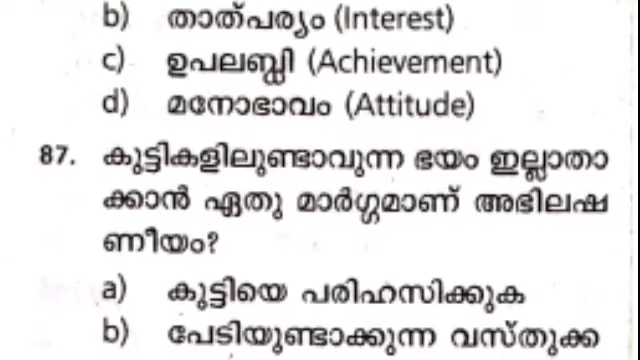 b) താത്പര്യം (Interest)
c) ഉപലബ്ധി (Achievement)
d) മനോഭാവം (Attitude)
87. കുട്ടികളിലുണ്ടാവുന്ന ഭയം ഇല്ലാതാ
ക്കാൻ ഏതു മാർഗ്ഗമാണ് അഭിലഷ
ണീയം?
a) കുട്ടിയെ പരിഹസിക്കുക
b) പേടിയുണ്ടാക്കുന്ന വസ്തുക്ക